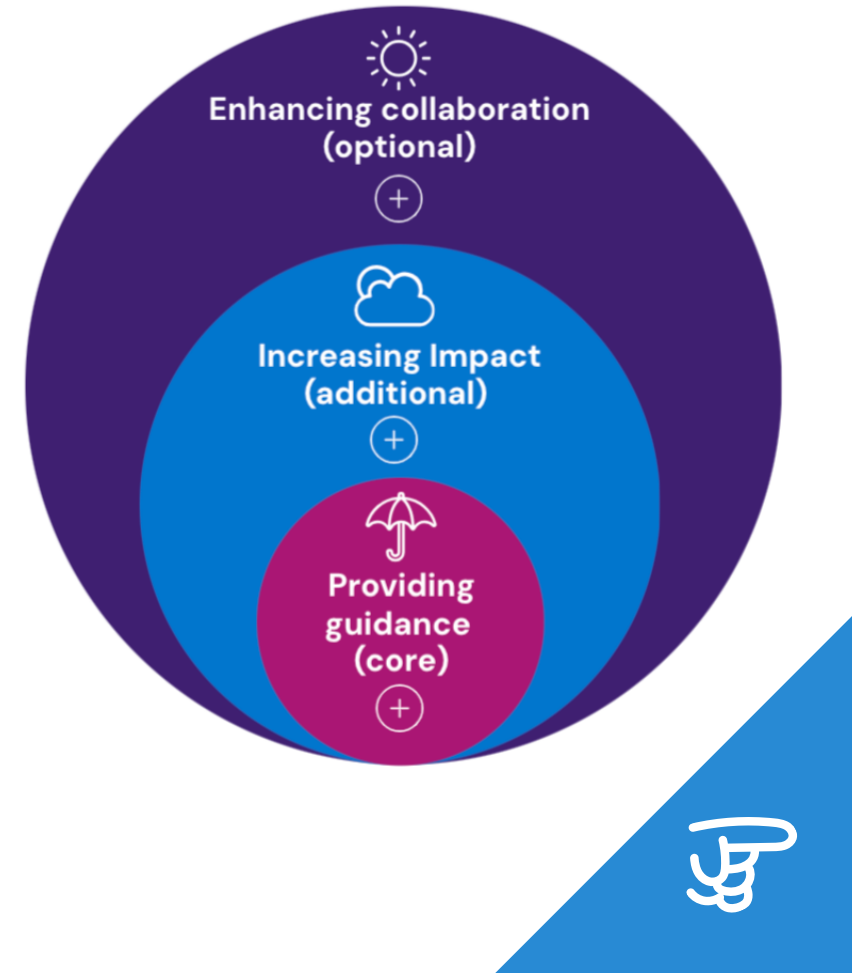 Enhancing collaboration
(optional)
Increasing Impact
(additional)
Providing
guidance
(core)